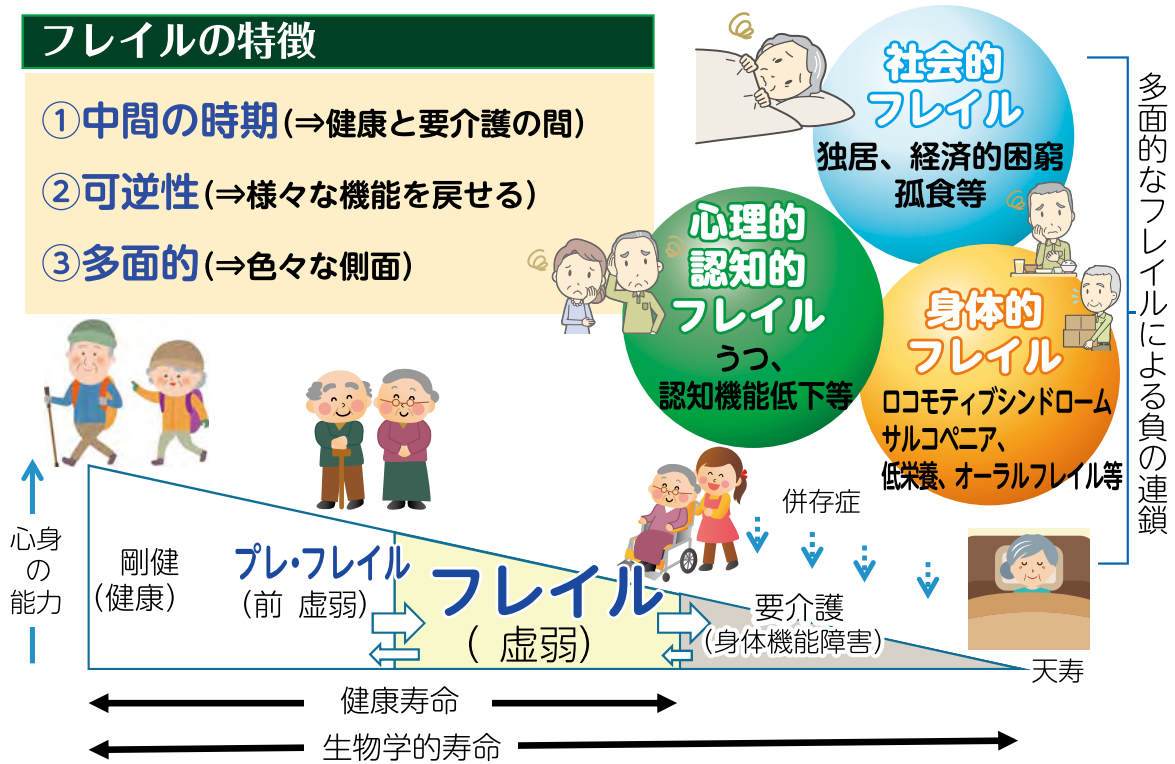 フレイルの特徴
①中間の時期(⇒健康と要介護の間)
②可逆性(⇒様々な機能を戻せる)
③多面的(⇒色々な側面)
社会的
フレイル
独居、経済的困窮
孤食等
心理的
認知的
フレイル
うつ、
認知機能低下等
身体的
フレイル
ロコモティブシンドローム
サルコペニア、
低栄養、オーラルフレイル等
多面的なフレイルによる負の連鎖
心身
の
能力
剛健
(健康)
プレ・フレイル
(前 虚弱)
フレイル
( 虚弱)
併存症
要介護
(身体機能障害)
天寿
健康寿命
生物学的寿命